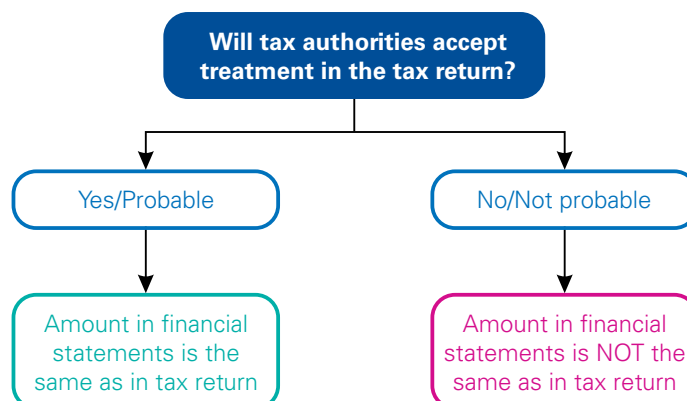 Will tax authorities accept
treatment in the tax return?
Yes/Probable
No/Not probable
Amount in financial
statements is the
same as in tax return
Amount in financial
statements is NOT the
same as in tax return